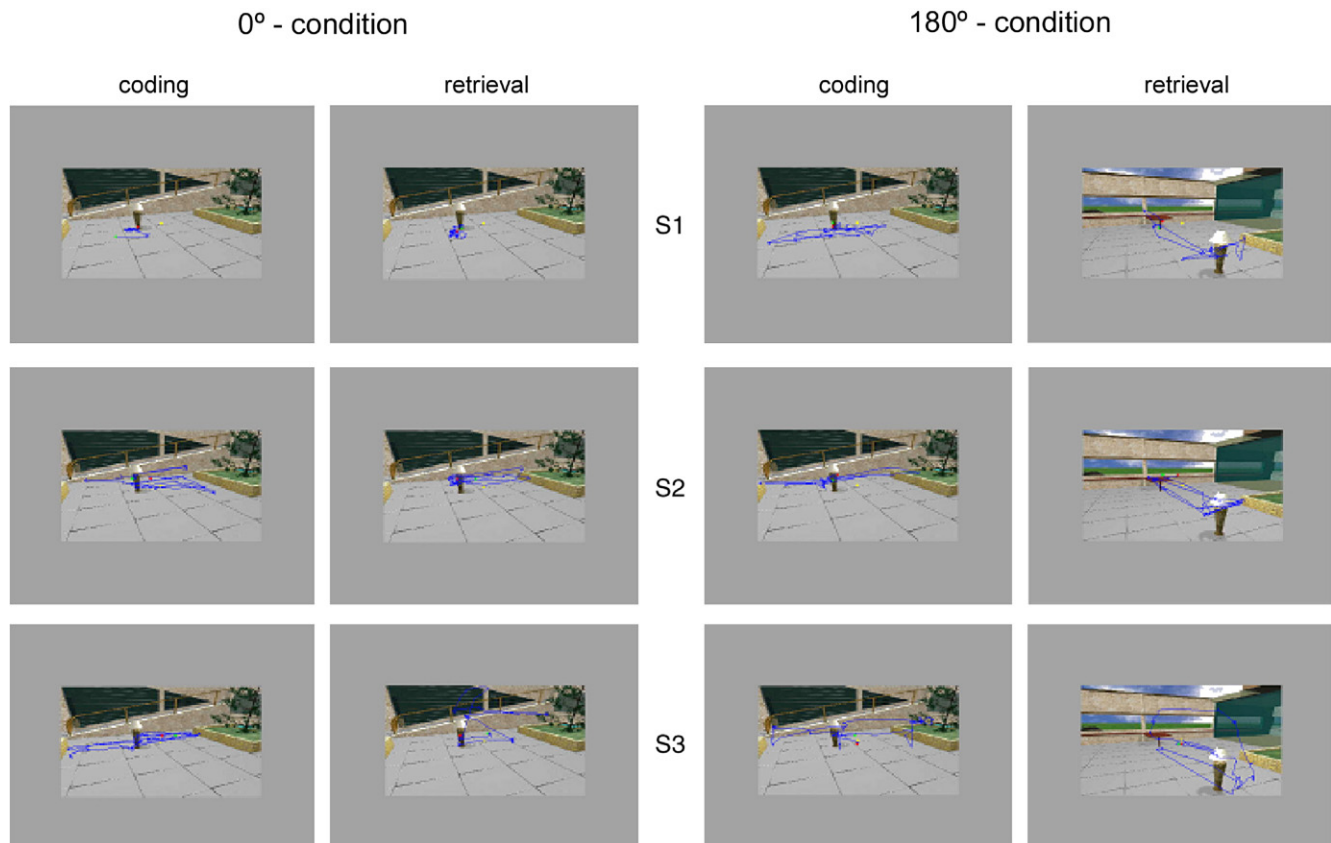 0º - condition
180º - condition
coding
retrieval
coding
retrieval
S1
S2
S3